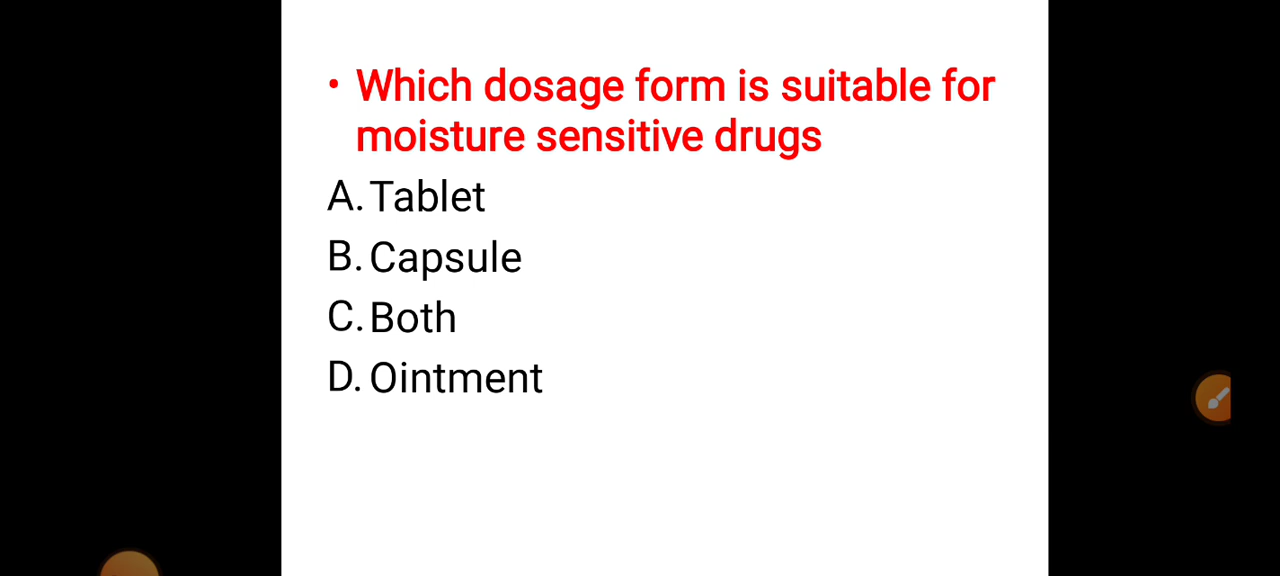 • Which dosage form is suitable for
moisture sensitive drugs
A. Tablet
B. Capsule
C. Both
D. Ointment